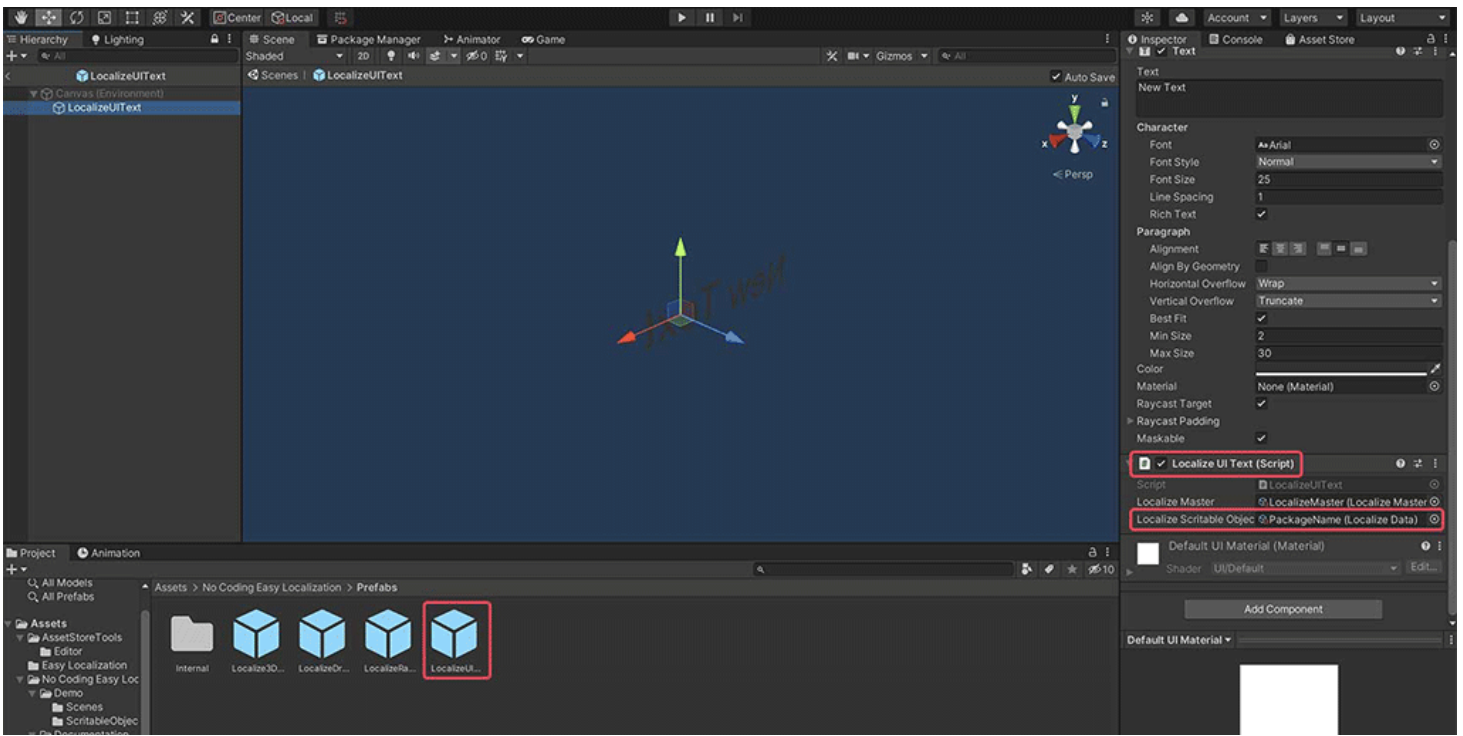 Center Local
Account Layers Layout
Hierarchy Lighting
All
LocalizeUIText
Canvas (Environment)
LocalizeUIText
Scene Package Manager Animator Game
Shaded 2D 0 Gizmos All
Scenes LocalizeUIText Auto Save
y
x z
Persp
New Text
Inspector Console Asset Store
Text
Text
New Text
Character
Font Arial
Font Style Normal
Font Size 25
Line Spacing 1
Rich Text
Paragraph
Alignment
Align By Geometry
Horizontal Overflow Wrap
Vertical Overflow Truncate
Best Fit
Min Size 2
Max Size 30
Color
Material None (Material)
Raycast Target
Raycast Padding
Maskable
Localize UI Text (Script)
Script LocalizeUIText
Localize Master LocalizeMaster (Localize Master
Localize Scritable Objec PackageName (Localize Data)
Default UI Material (Material)
Shader UI/Default Edit...
Add Component
Default UI Material
Project Animation
10
All Models
All Prefabs
Assets
AssetStoreTools
Editor
Easy Localization
No Coding Easy Loc
Demo
Scenes
ScritableObjec
Documentation
Assets > No Coding Easy Localization > Prefabs
Internal Localize3D... LocalizeDr... LocalizeRa... LocalizeUI...